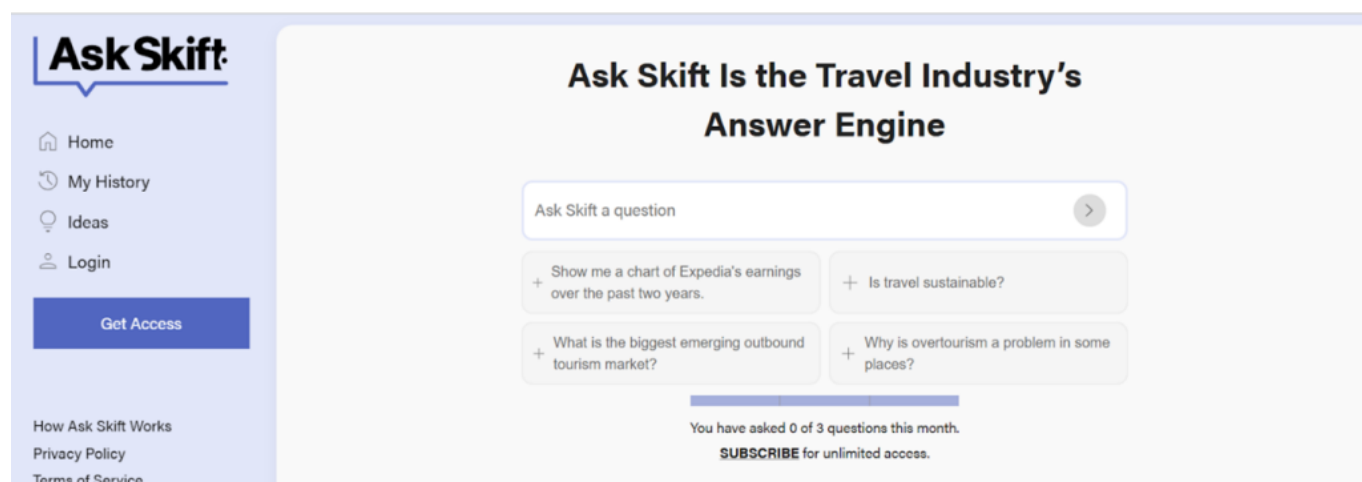 Ask Skift
Home
My History
Ideas
Login
Get Access
How Ask Skift Works
Privacy Policy
Terms of Service
Ask Skift Is the Travel Industry’s
Answer Engine
Ask Skift a question
Show me a chart of Expedia's earnings
over the past two years.
Is travel sustainable?
What is the biggest emerging outbound
tourism market?
Why is overtourism a problem in some
places?
You have asked 0 of 3 questions this month.
SUBSCRIBE for unlimited access.